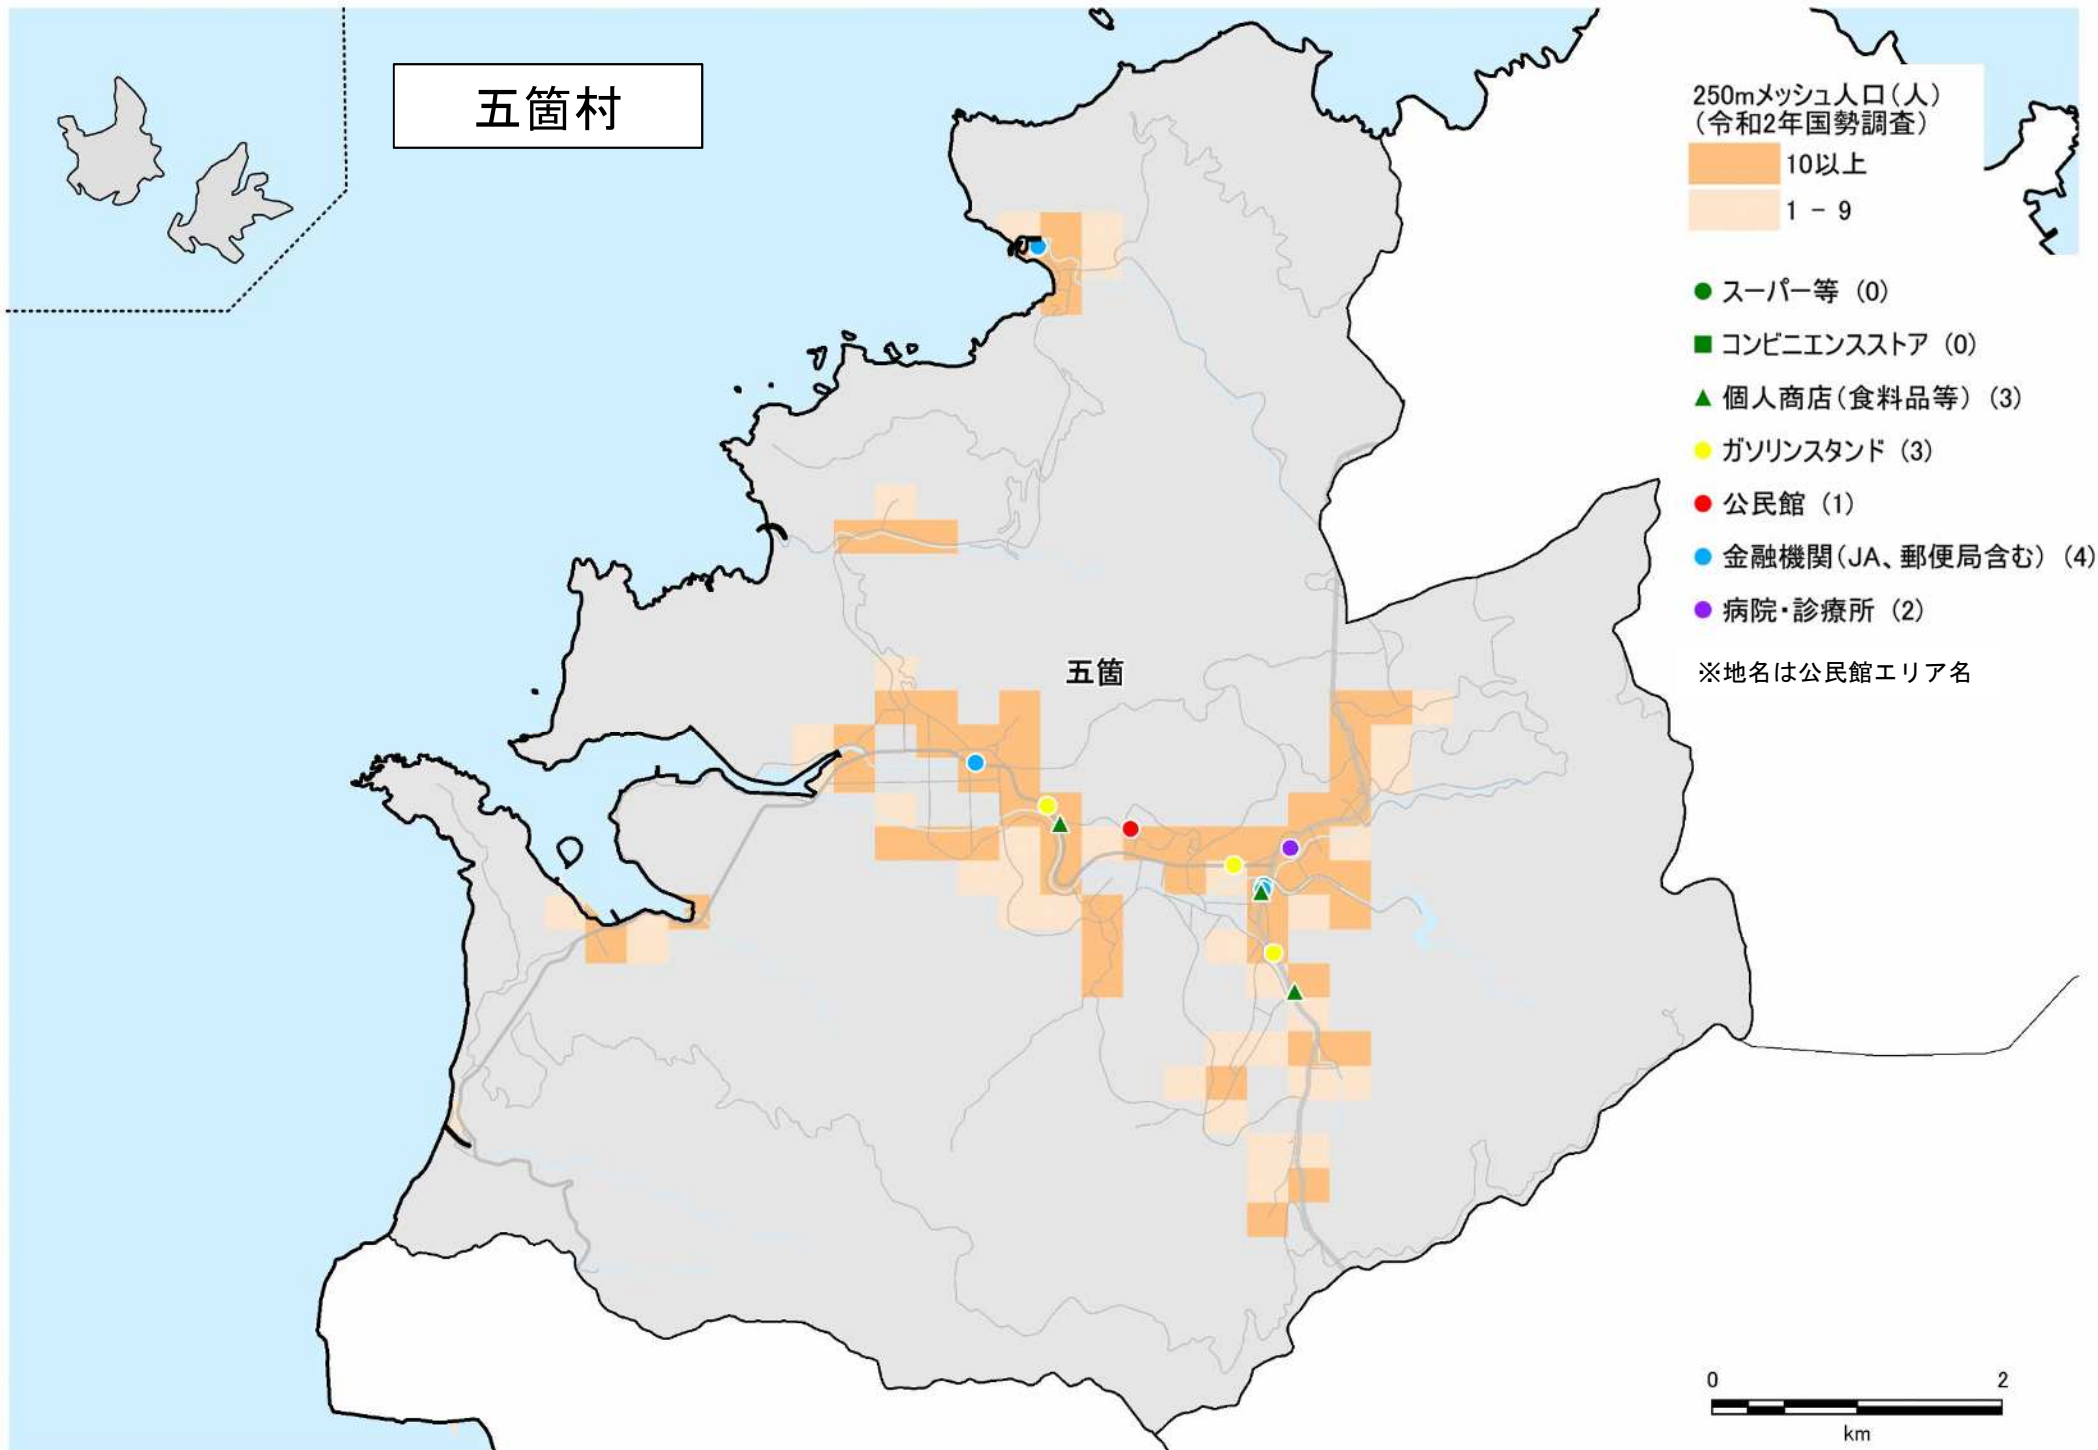 五箇村
250mメッシュ人口(人)
(令和2年国勢調査)
10以上
1 - 9
スーパー等 (0)
コンビニエンスストア (0)
個人商店(食料品等) (3)
ガソリンスタンド (3)
公民館 (1)
金融機関(JA、郵便局含む) (4)
病院・診療所 (2)
※地名は公民館エリア名
五箇
0 2
km